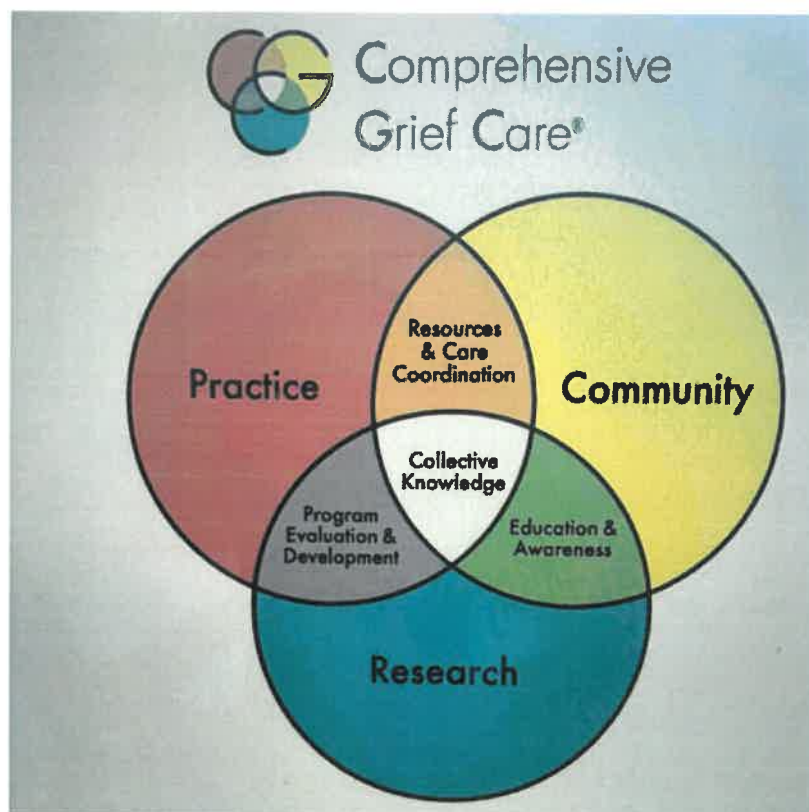 Comprehensive
Grief Care®
Resources
& Care
Coordination
Practice
Community
Collective
Knowledge
Program
Evaluation &
Development
Education &
Awareness
Research